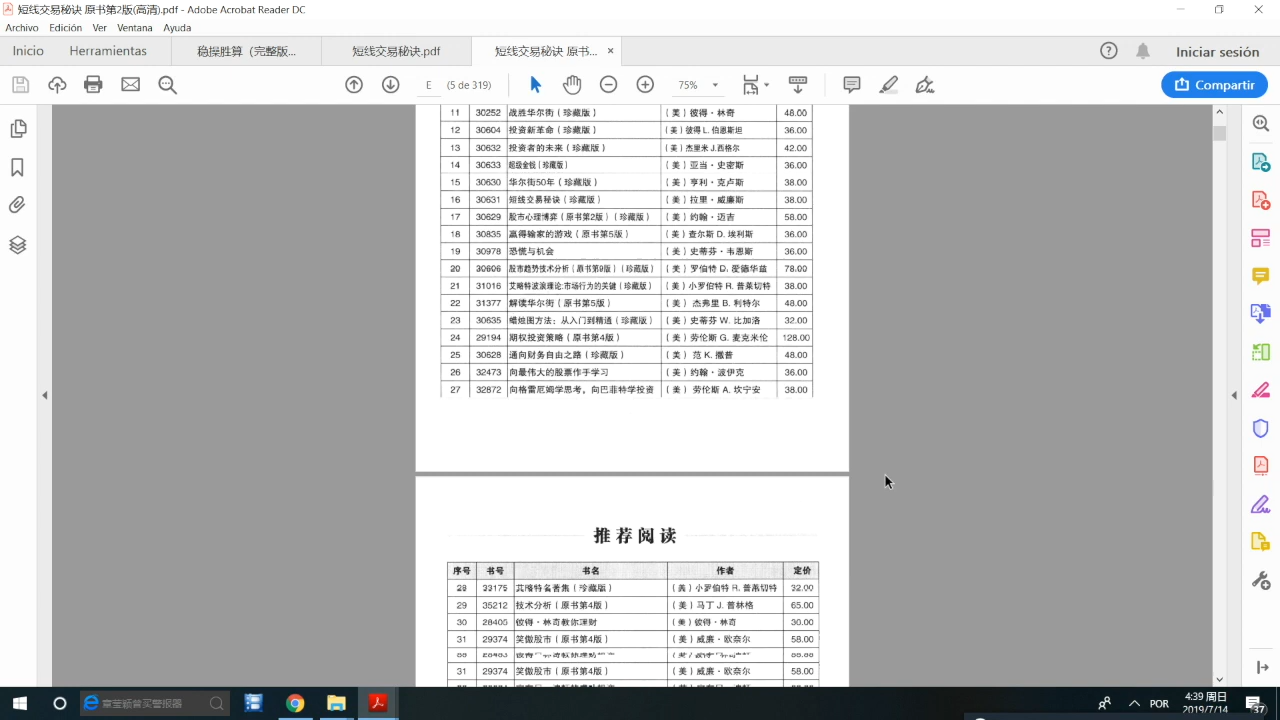 短线交易秘诀 原书第2版(高清).pdf - Adobe Acrobat Reader DC
Archivo Edición Ver Ventana Ayuda
Inicio Herramientas 稳操胜算（完整版... 短线交易秘诀.pdf 短线交易秘诀 原书... × Iniciar sesión
E (5 de 319) 75% Compartir
11 30252 战胜华尔街（珍藏版） （美）彼得·林奇 48.00
12 30604 投资新革命（珍藏版） （美）彼得 L. 伯恩斯坦 36.00
13 30632 投资者的未来（珍藏版） （美）杰里米 J.西格尔 42.00
14 30633 超级金钱（珍藏版） （美）亚当·史密斯 36.00
15 30630 华尔街50年（珍藏版） （美）亨利·克卢斯 38.00
16 30631 短线交易秘诀（珍藏版） （美）拉里·威廉斯 38.00
17 30629 股市心理博弈（原书第2版）（珍藏版） （美）约翰·迈吉 58.00
18 30835 赢得输家的游戏（原书第5版） （美）查尔斯 D. 埃利斯 36.00
19 30978 恐慌与机会 （美）史蒂芬·韦恩斯 36.00
20 30606 股市趋势技术分析（原书第9版）（珍藏版） （美）罗伯特 D. 爱德华兹 78.00
21 31016 艾略特波浪理论:市场行为的关键（珍藏版） （美）小罗伯特 R. 普莱切特 38.00
22 31377 解读华尔街（原书第5版） （美） 杰弗里 B. 利特尔 48.00
23 30635 蜡烛图方法：从入门到精通（珍藏版） （美）史蒂芬 W. 比加洛 32.00
24 29194 期权投资策略（原书第4版） （美）劳伦斯 G. 麦克米伦 128.00
25 30628 通向财务自由之路（珍藏版） （美） 范 K. 撒普 48.00
26 32473 向最伟大的股票作手学习 （美）约翰·波伊克 36.00
27 32872 向格雷厄姆学思考，向巴菲特学投资 （美） 劳伦斯 A. 坎宁安 38.00
推荐阅读
序号 书号 书名 作者 定价
28 33175 艾略特名著集（珍藏版） （美）小罗伯特 R. 普莱切特 32.00
29 35212 技术分析（原书第4版） （美）马丁 J. 普林格 65.00
30 28405 彼得·林奇教你理财 （美）彼得·林奇 36.00
31 29374 笑傲股市（原书第4版） （美）威廉·欧奈尔 58.00
31 29374 笑傲股市（原书第4版） （美）威廉·欧奈尔 58.00
POR 4:39 周日
2019/7/14 37